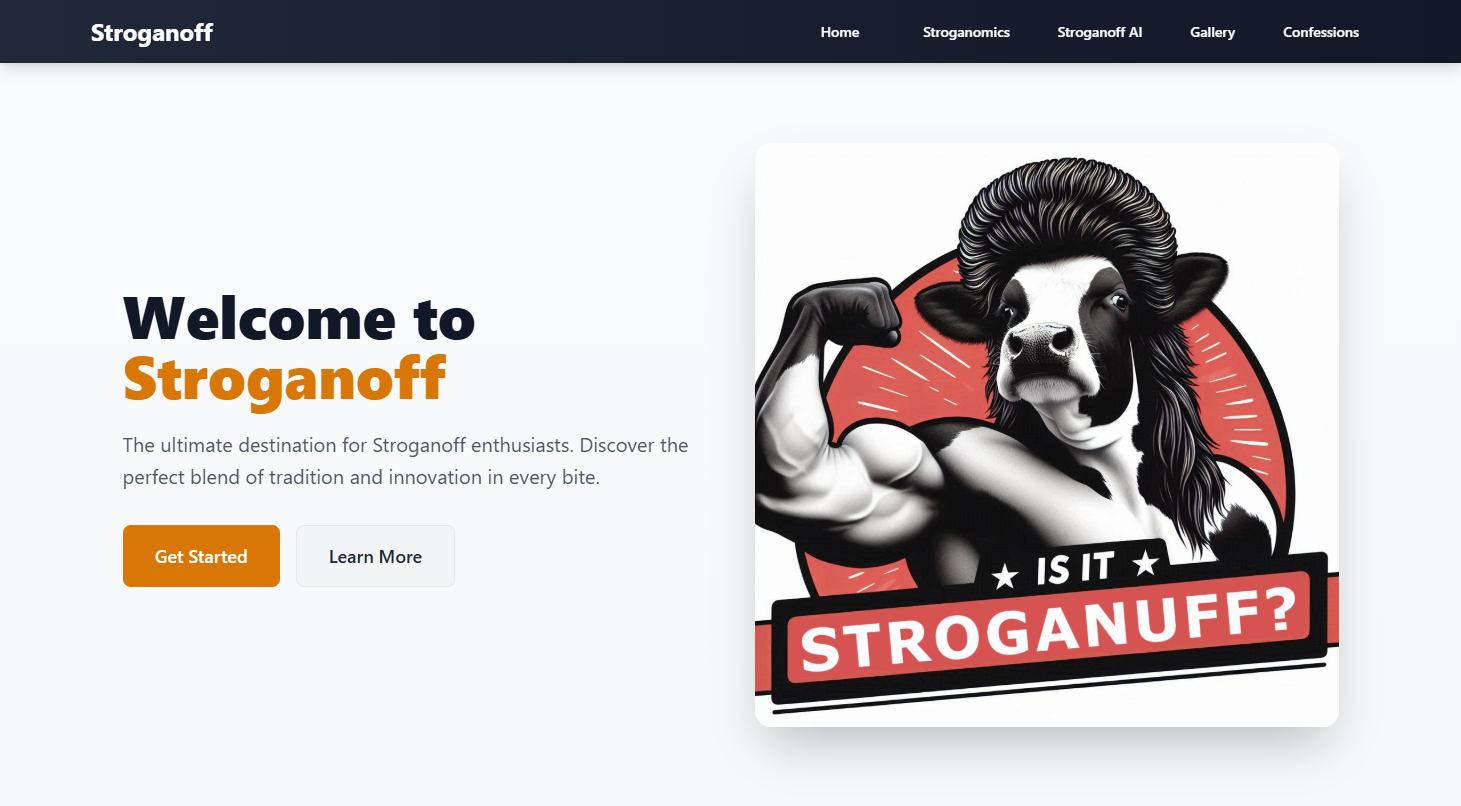 Stroganoff
Home Stroganomics Stroganoff AI Gallery Confessions
Welcome to
Stroganoff
The ultimate destination for Stroganoff enthusiasts. Discover the
perfect blend of tradition and innovation in every bite.
Get Started Learn More
IS IT
STROGANUFF?